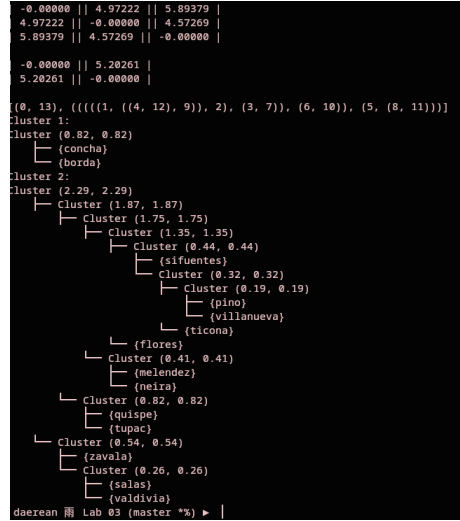 | -0.00000 || 4.97222 || 5.89379 |
| 4.97222 || -0.00000 || 4.57269 |
| 5.89379 || 4.57269 || -0.00000 |

| -0.00000 || 5.20261 |
| 5.20261 || -0.00000 |

[(0, 13), (((((1, ((4, 12), 9)), 2), (3, 7)), (6, 10)), (5, (8, 11)))]
Cluster 1:
Cluster (0.82, 0.82)
├── {concha}
└── {borda}
Cluster 2:
Cluster (2.29, 2.29)
├── Cluster (1.87, 1.87)
├── Cluster (1.75, 1.75)
├── Cluster (1.35, 1.35)
├── Cluster (0.44, 0.44)
├── {sifuentes}
└── Cluster (0.32, 0.32)
├── Cluster (0.19, 0.19)
├── {pino}
└── {villanueva}
└── {ticona}
└── {flores}
└── Cluster (0.41, 0.41)
├── {melendez}
└── {neira}
└── Cluster (0.82, 0.82)
├── {quispe}
└── {tupac}
└── Cluster (0.54, 0.54)
├── {zavala}
└── Cluster (0.26, 0.26)
├── {salas}
└── {valdivia}
daerean 雨 Lab 03 (master *%) ►